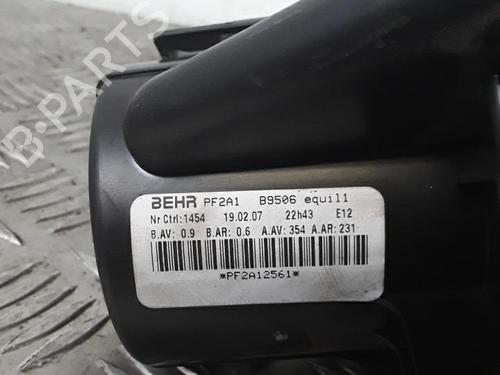 B-PARTS
BEHR PF2A1 B9506 equil1
Nr Ctrl:1454 19.02.07 22h43 E12
B.AV: 0.9 B.AR: 0.6 A.AV: 354 A.AR: 231
*PF2A12561*